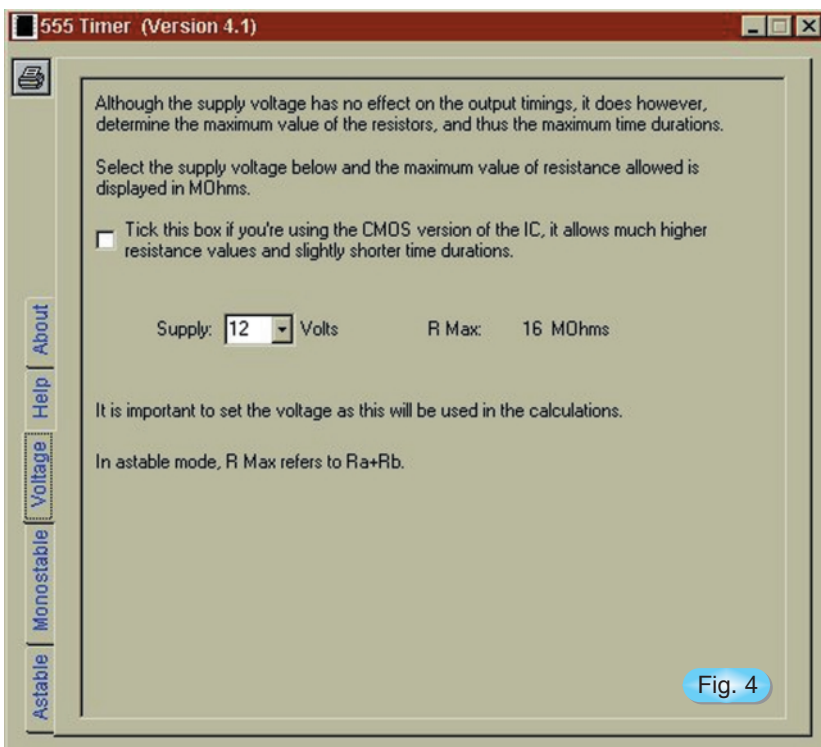 555 Timer (Version 4.1)
Although the supply voltage has no effect on the output timings, it does however,
determine the maximum value of the resistors, and thus the maximum time durations.
Select the supply voltage below and the maximum value of resistance allowed is
displayed in MOhms.
Tick this box if you're using the CMOS version of the IC, it allows much higher
resistance values and slightly shorter time durations.
Supply: 12 Volts R Max: 16 MOhms
It is important to set the voltage as this will be used in the calculations.
In astable mode, R Max refers to Ra+Rb.
About
Help
Voltage
Monostable
Astable
Fig. 4